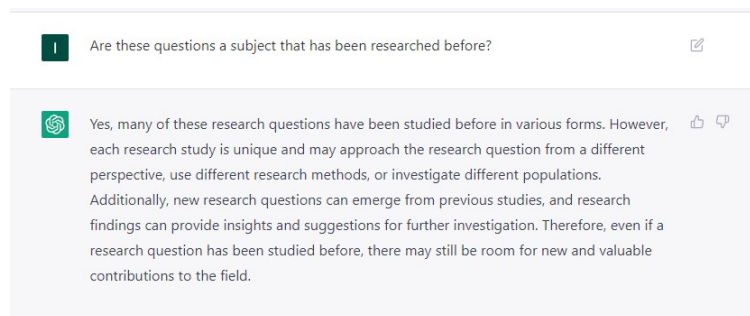 I
Are these questions a subject that has been researched before?
Yes, many of these research questions have been studied before in various forms. However,
each research study is unique and may approach the research question from a different
perspective, use different research methods, or investigate different populations.
Additionally, new research questions can emerge from previous studies, and research
findings can provide insights and suggestions for further investigation. Therefore, even if a
research question has been studied before, there may still be room for new and valuable
contributions to the field.